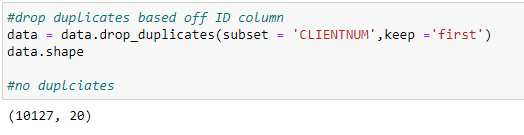 #drop duplicates based off ID column
data = data.drop_duplicates(subset = 'CLIENTNUM',keep ='first')
data.shape
#no duplciates
(10127, 20)